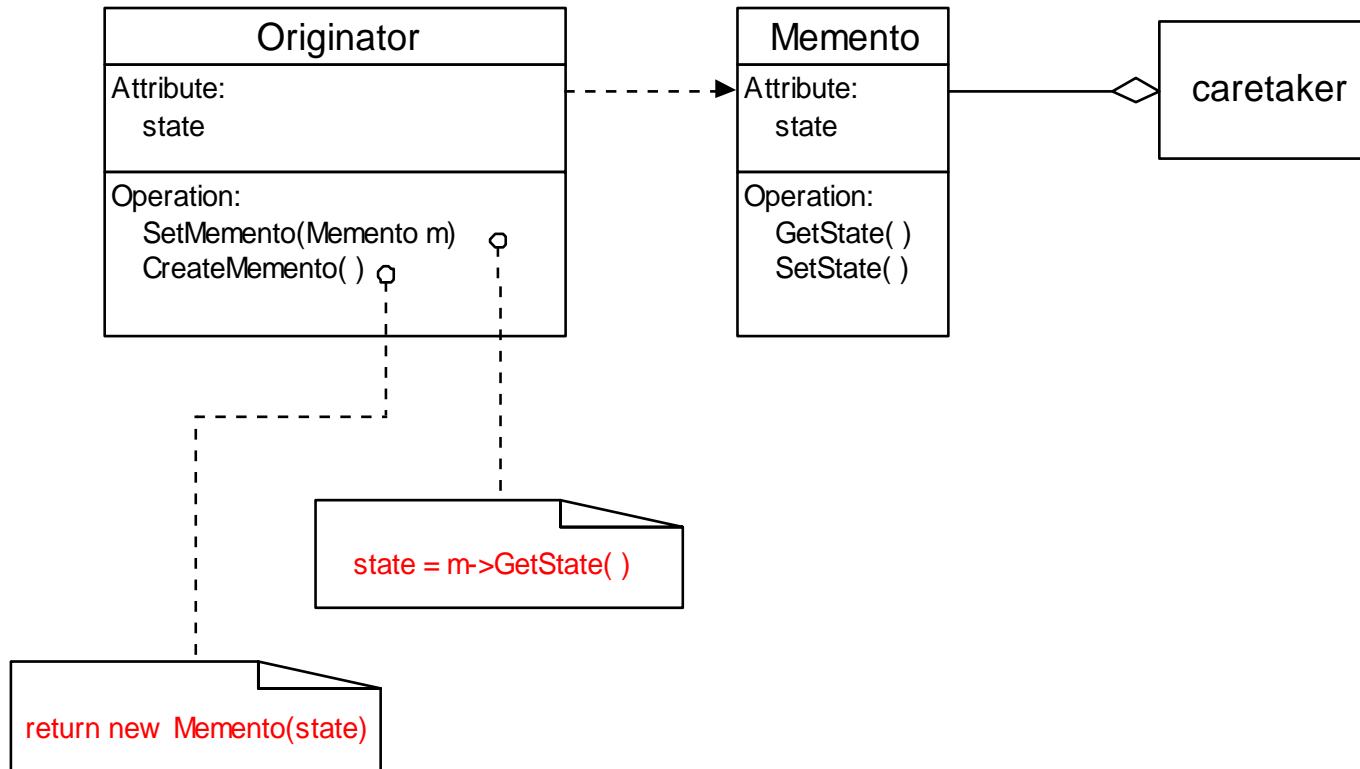 Originator
Attribute:
state
Operation:
SetMemento(Memento m)
CreateMemento( )
Memento
Attribute:
state
Operation:
GetState( )
SetState( )
caretaker
state = m->GetState( )
return new Memento(state)